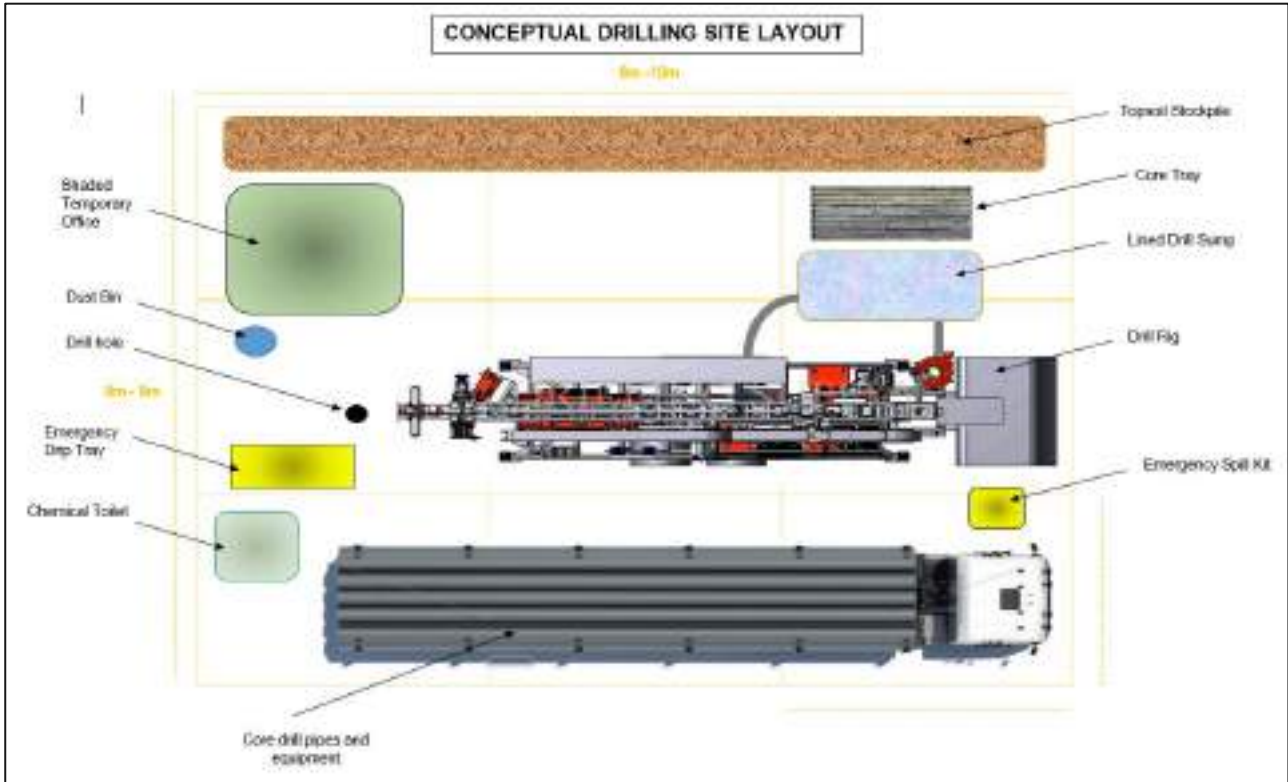 CONCEPTUAL DRILLING SITE LAYOUT
Topsoil Stockpile
Shaded
Temporary
Office
Core Tray
Lined Drill Sump
Dust Bin
Drill hole
Drill Rig
Emergency
Drip Tray
Emergency Spill Kit
Chemical Toilet
Core drill pipes and
equipment